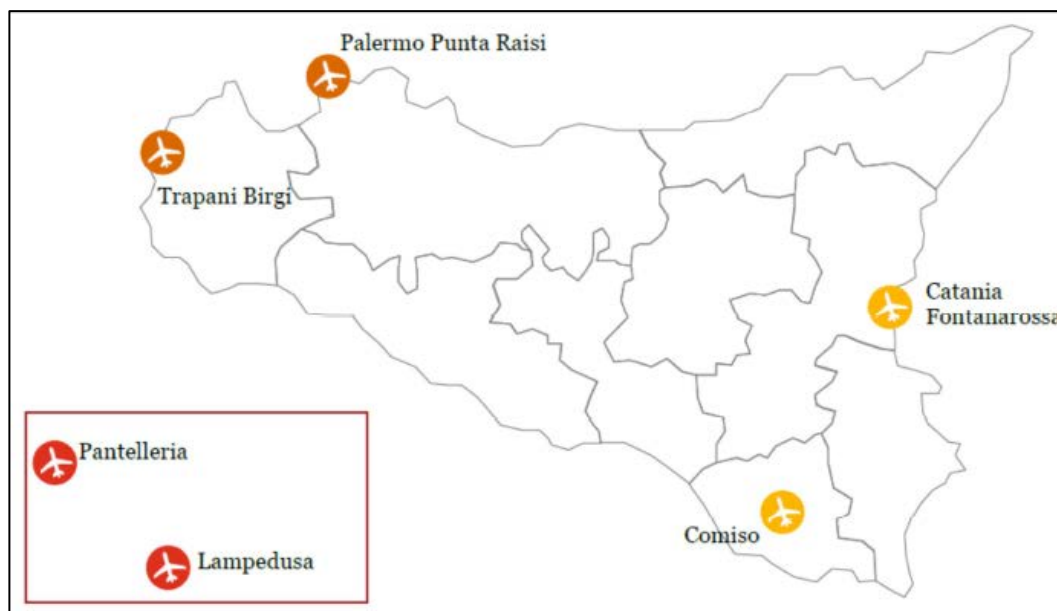 Palermo Punta Raisi
Trapani Birgi
Catania
Fontanarossa
Pantelleria
Comiso
Lampedusa